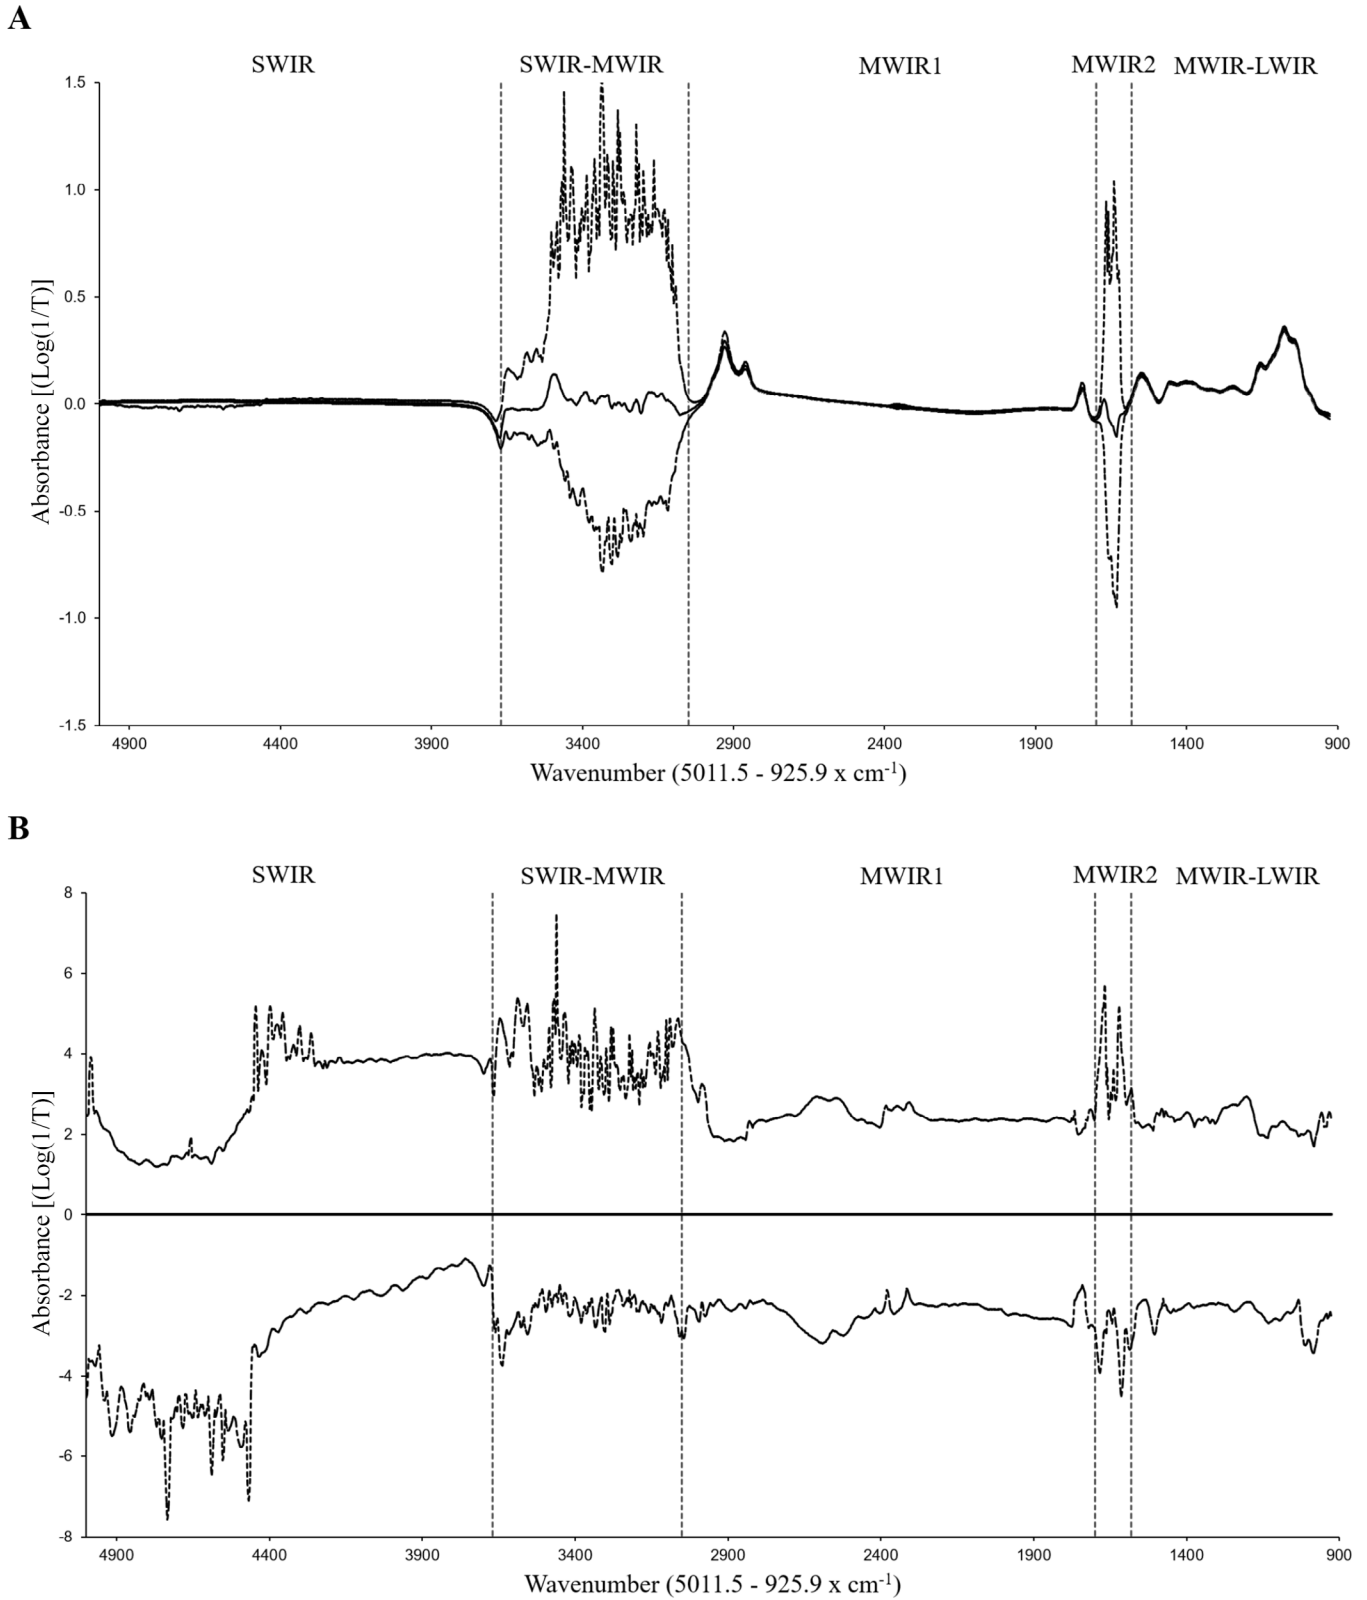 A
SWIR SWIR-MWIR MWIR1 MWIR2 MWIR-LWIR
1.5
1.0
0.5
0.0
-0.5
-1.0
-1.5
Absorbance [(Log(1/T)]
4900 4400 3900 3400 2900 2400 1900 1400 900
Wavenumber (5011.5 - 925.9 x cm⁻¹)
B
SWIR SWIR-MWIR MWIR1 MWIR2 MWIR-LWIR
8
6
4
2
0
-2
-4
-6
-8
Absorbance [(Log(1/T)]
4900 4400 3900 3400 2900 2400 1900 1400 900
Wavenumber (5011.5 - 925.9 x cm⁻¹)